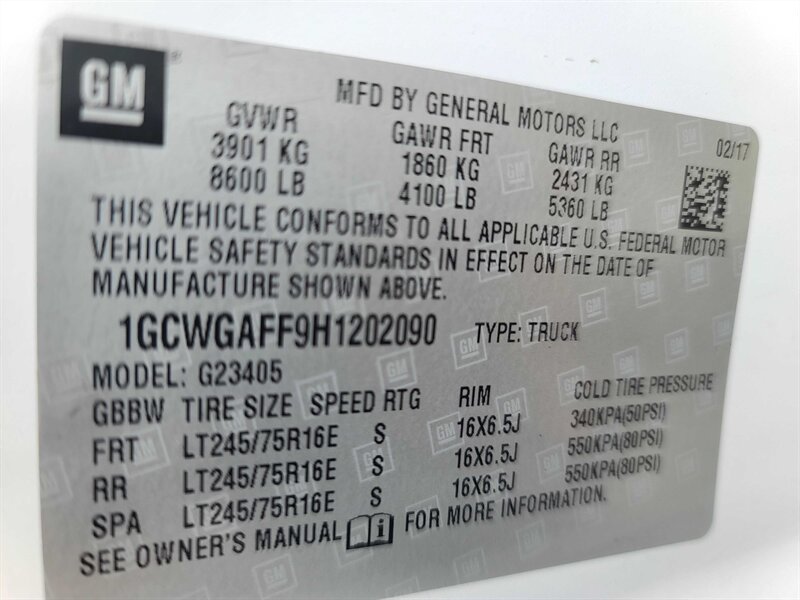 GM
MFD BY GENERAL MOTORS LLC
02/17
GVWR GAWR FRT GAWR RR
3901 KG 1860 KG 2431 KG
8600 LB 4100 LB 5360 LB
THIS VEHICLE CONFORMS TO ALL APPLICABLE U.S. FEDERAL MOTOR
VEHICLE SAFETY STANDARDS IN EFFECT ON THE DATE OF
MANUFACTURE SHOWN ABOVE.
1GCWGAFF9H1202090 TYPE: TRUCK
MODEL: G23405
GBBW TIRE SIZE SPEED RTG RIM COLD TIRE PRESSURE
FRT LT245/75R16E S 16X6.5J 340KPA(50PSI)
RR LT245/75R16E S 16X6.5J 550KPA(80PSI)
SPA LT245/75R16E S 16X6.5J 550KPA(80PSI)
SEE OWNER'S MANUAL i FOR MORE INFORMATION.